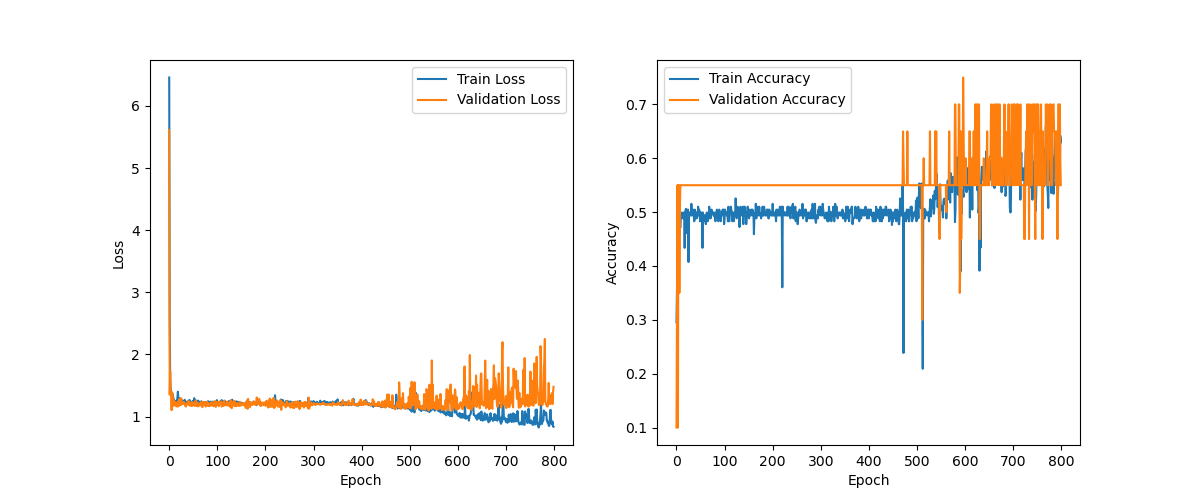 Train Loss
Validation Loss
6
5
4
3
2
1
Loss
0 100 200 300 400 500 600 700 800
Epoch
Train Accuracy
Validation Accuracy
0.7
0.6
0.5
0.4
0.3
0.2
0.1
Accuracy
0 100 200 300 400 500 600 700 800
Epoch